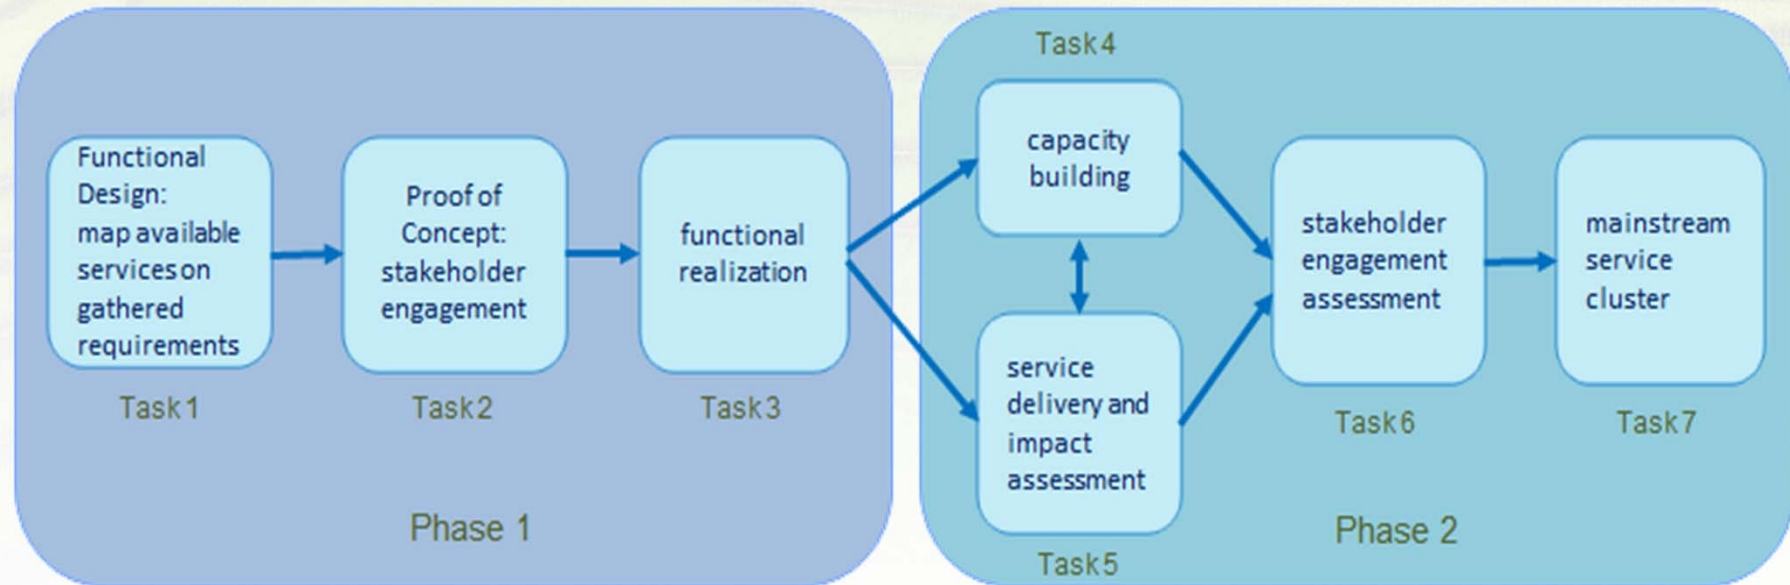 Functional
Design:
map available
services on
gathered
requirements
Task1
Proof of
Concept:
stakeholder
engagement
Task2
functional
realization
Task3
Phase 1
Task4
capacity
building
service
delivery and
impact
assessment
Task5
stakeholder
engagement
assessment
Task6
mainstream
service
cluster
Task7
Phase 2